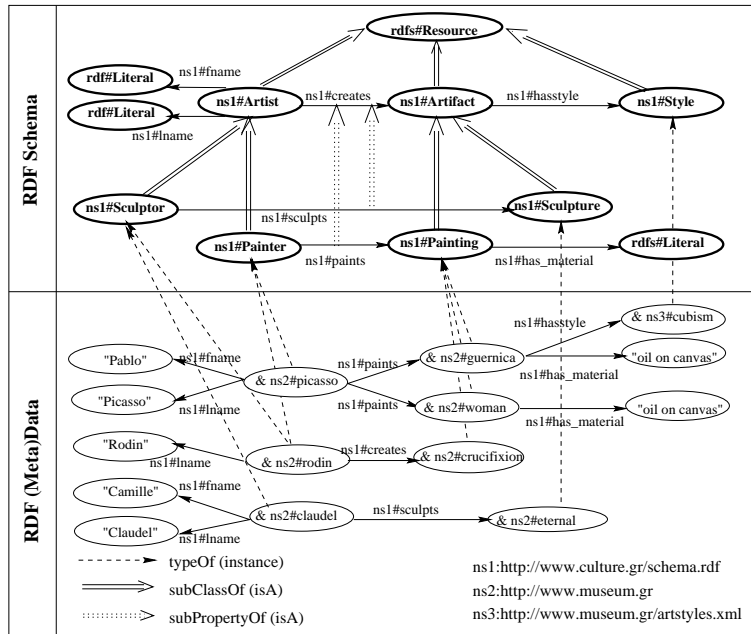 RDF Schema
rdfs#Resource
rdf#Literal
ns1#fname
ns1#Artist
ns1#creates
ns1#Artifact
ns1#hasstyle
ns1#Style
rdf#Literal
ns1#lname
ns1#Sculptor
ns1#sculpts
ns1#Sculpture
ns1#Painter
ns1#paints
ns1#Painting
ns1#has_material
rdfs#Literal
RDF (Meta)Data
ns1#hasstyle
& ns3#cubism
"Pablo"
ns1#fname
& ns2#picasso
ns1#paints
& ns2#guernica
ns1#has_material
"oil on canvas"
"Picasso"
ns1#lname
ns1#paints
& ns2#woman
ns1#has_material
"oil on canvas"
"Rodin"
ns1#lname
& ns2#rodin
ns1#creates
& ns2#crucifixion
"Camille"
ns1#fname
& ns2#claudel
ns1#sculpts
& ns2#eternal
"Claudel"
ns1#lname
typeOf (instance)
subClassOf (isA)
subPropertyOf (isA)
ns1:http://www.culture.gr/schema.rdf
ns2:http://www.museum.gr
ns3:http://www.museum.gr/artstyles.xml